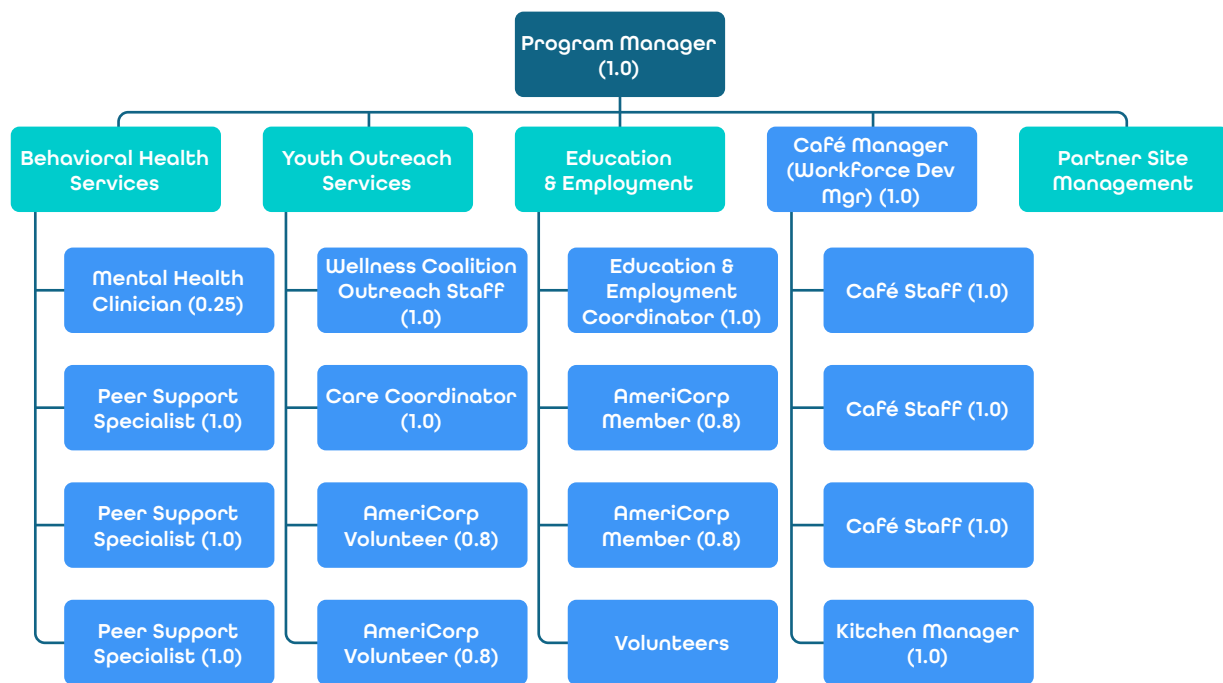 Program Manager
(1.0)
Behavioral Health
Services
Youth Outreach
Services
Education
& Employment
Café Manager
(Workforce Dev
Mgr) (1.0)
Partner Site
Management
Mental Health
Clinician (0.25)
Wellness Coalition
Outreach Staff
(1.0)
Education &
Employment
Coordinator (1.0)
Café Staff (1.0)
Peer Support
Specialist (1.0)
Care Coordinator
(1.0)
AmeriCorp
Member (0.8)
Café Staff (1.0)
Peer Support
Specialist (1.0)
AmeriCorp
Volunteer (0.8)
AmeriCorp
Member (0.8)
Café Staff (1.0)
Peer Support
Specialist (1.0)
AmeriCorp
Volunteer (0.8)
Volunteers
Kitchen Manager
(1.0)